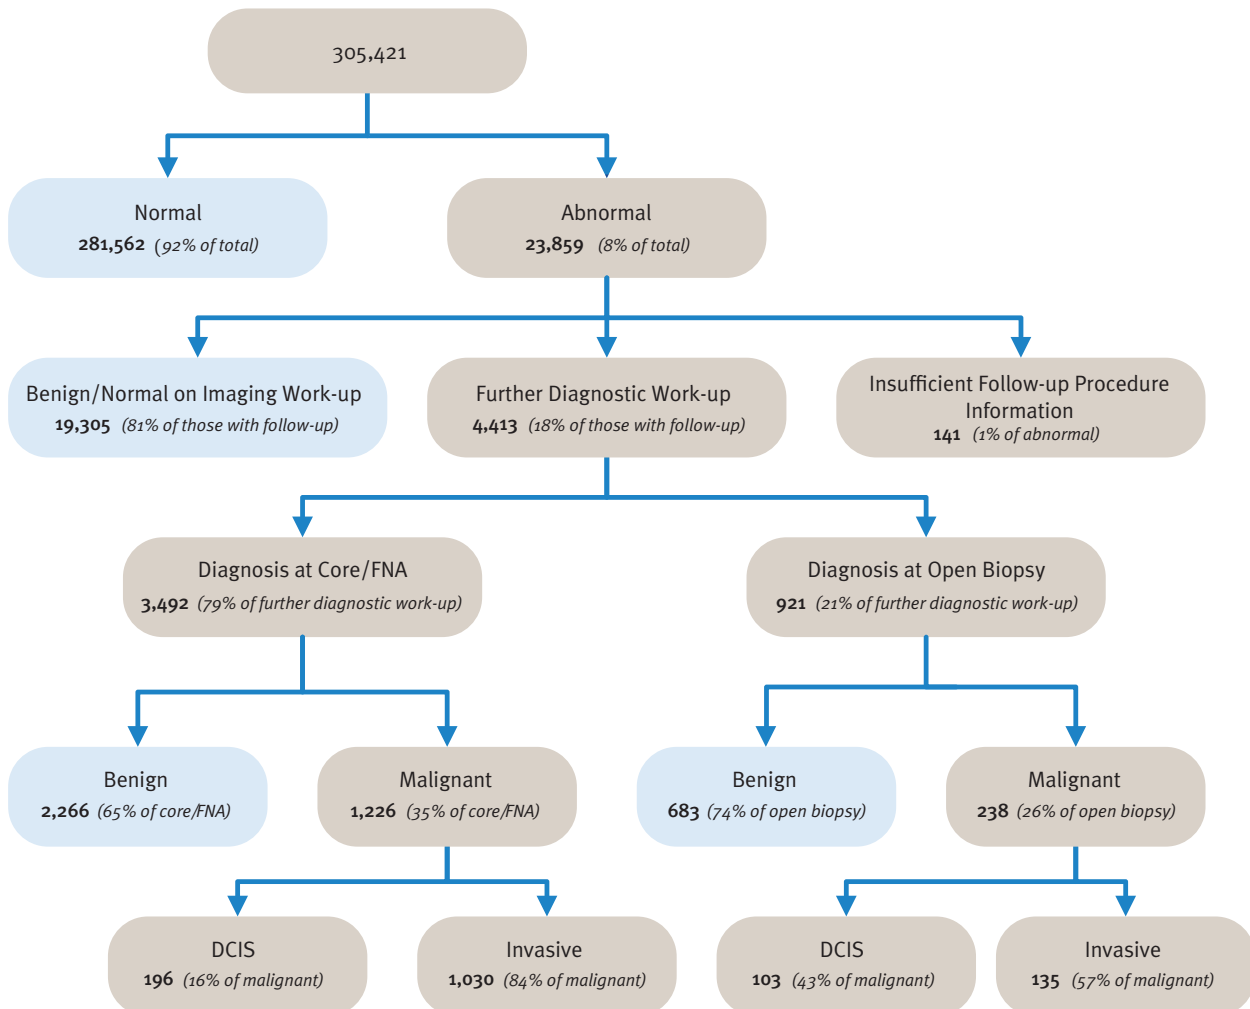 305,421
Normal
281,562 (92% of total)
Abnormal
23,859 (8% of total)
Benign/Normal on Imaging Work-up
19,305 (81% of those with follow-up)
Further Diagnostic Work-up
4,413 (18% of those with follow-up)
Insufficient Follow-up Procedure
Information
141 (1% of abnormal)
Diagnosis at Core/FNA
3,492 (79% of further diagnostic work-up)
Diagnosis at Open Biopsy
921 (21% of further diagnostic work-up)
Benign
2,266 (65% of core/FNA)
Malignant
1,226 (35% of core/FNA)
Benign
683 (74% of open biopsy)
Malignant
238 (26% of open biopsy)
DCIS
196 (16% of malignant)
Invasive
1,030 (84% of malignant)
DCIS
103 (43% of malignant)
Invasive
135 (57% of malignant)